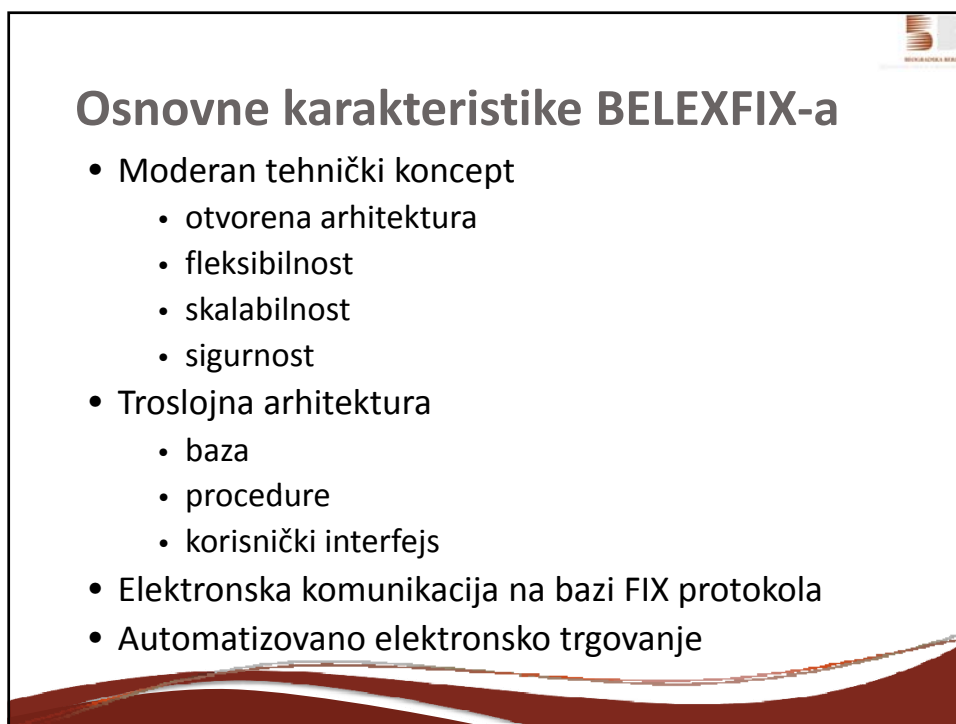 Osnovne karakteristike BELEXFIX-a
• Moderan tehnički koncept
• otvorena arhitektura
• fleksibilnost
• skalabilnost
• sigurnost
• Troslojna arhitektura
• baza
• procedure
• korisnički interfejs
• Elektronska komunikacija na bazi FIX protokola
• Automatizovano elektronsko trgovanje